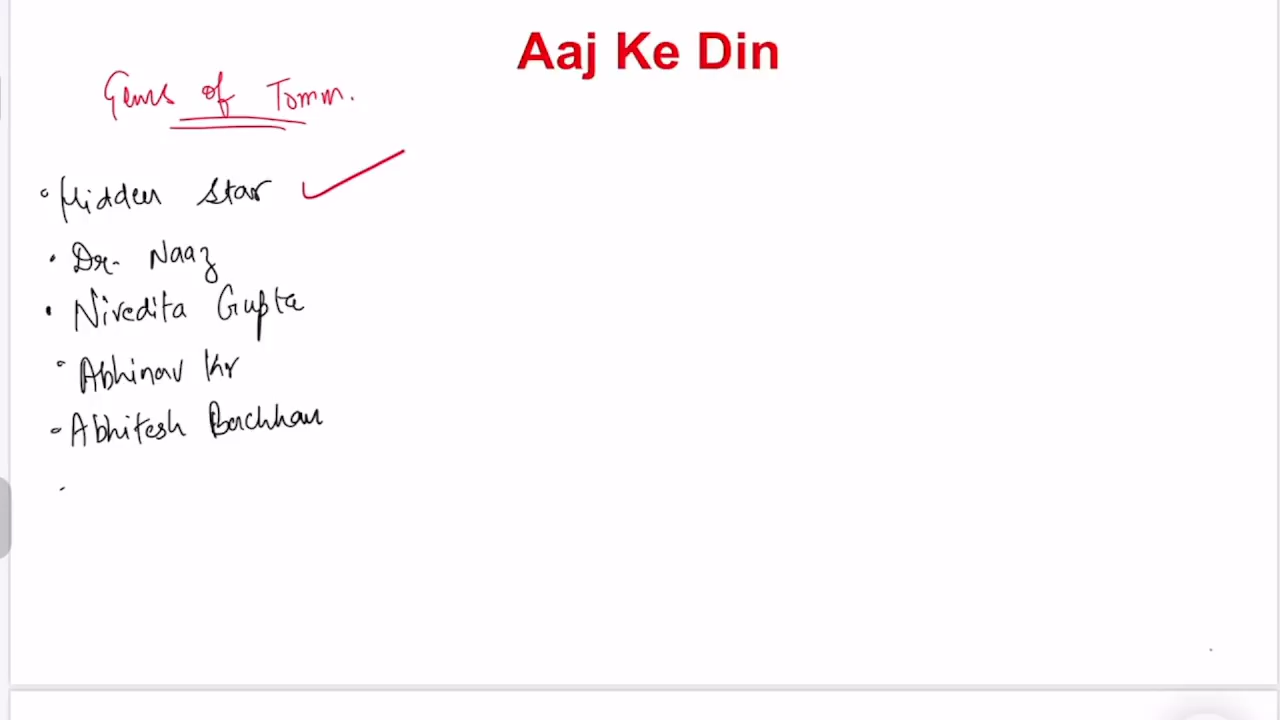 Aaj Ke Din
Gems of Tomm.
Hidden Star
Dr. Naaz
Nivedita Gupta
Abhinav Kr
Abhitesh Bachhan